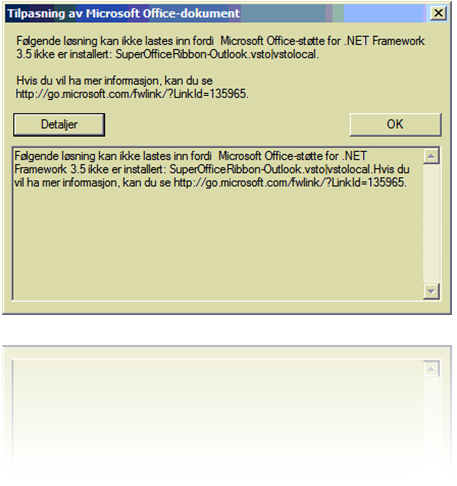 Tilpasning av Microsoft Office-dokument
Følgende løsning kan ikke lastes inn fordi  Microsoft Office-støtte for .NET Framework
3.5 ikke er installert: SuperOfficeRibbon-Outlook.vsto|vstolocal.
Hvis du vil ha mer informasjon, kan du se
http://go.microsoft.com/fwlink/?LinkId=135965.
Detaljer
OK
Følgende løsning kan ikke lastes inn fordi  Microsoft Office-støtte for .NET
Framework 3.5 ikke er installert: SuperOfficeRibbon-Outlook.vsto|vstolocal.Hvis du
vil ha mer informasjon, kan du se http://go.microsoft.com/fwlink/?LinkId=135965.